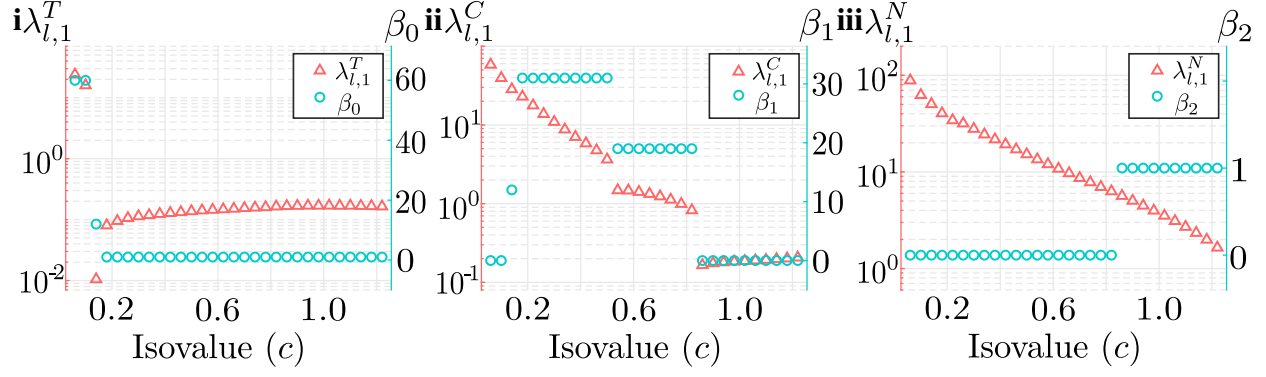 i λ^T_{l,1} β_0
λ^T_{l,1}
β_0
10^0
10^{-2}
60
40
20
0
0.2 0.6 1.0
Isovalue (c)
ii λ^C_{l,1} β_1
λ^C_{l,1}
β_1
10^1
10^0
10^{-1}
30
20
10
0
0.2 0.6 1.0
Isovalue (c)
iii λ^N_{l,1} β_2
λ^N_{l,1}
β_2
10^2
10^1
10^0
1
0
0.2 0.6 1.0
Isovalue (c)